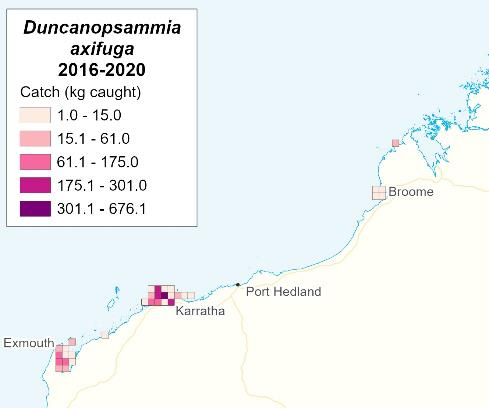 Duncanopsammia
axifuga
2016-2020
Catch (kg caught)
1.0 - 15.0
15.1 - 61.0
61.1 - 175.0
175.1 - 301.0
301.1 - 676.1
Broome
Port Hedland
Karratha
Exmouth